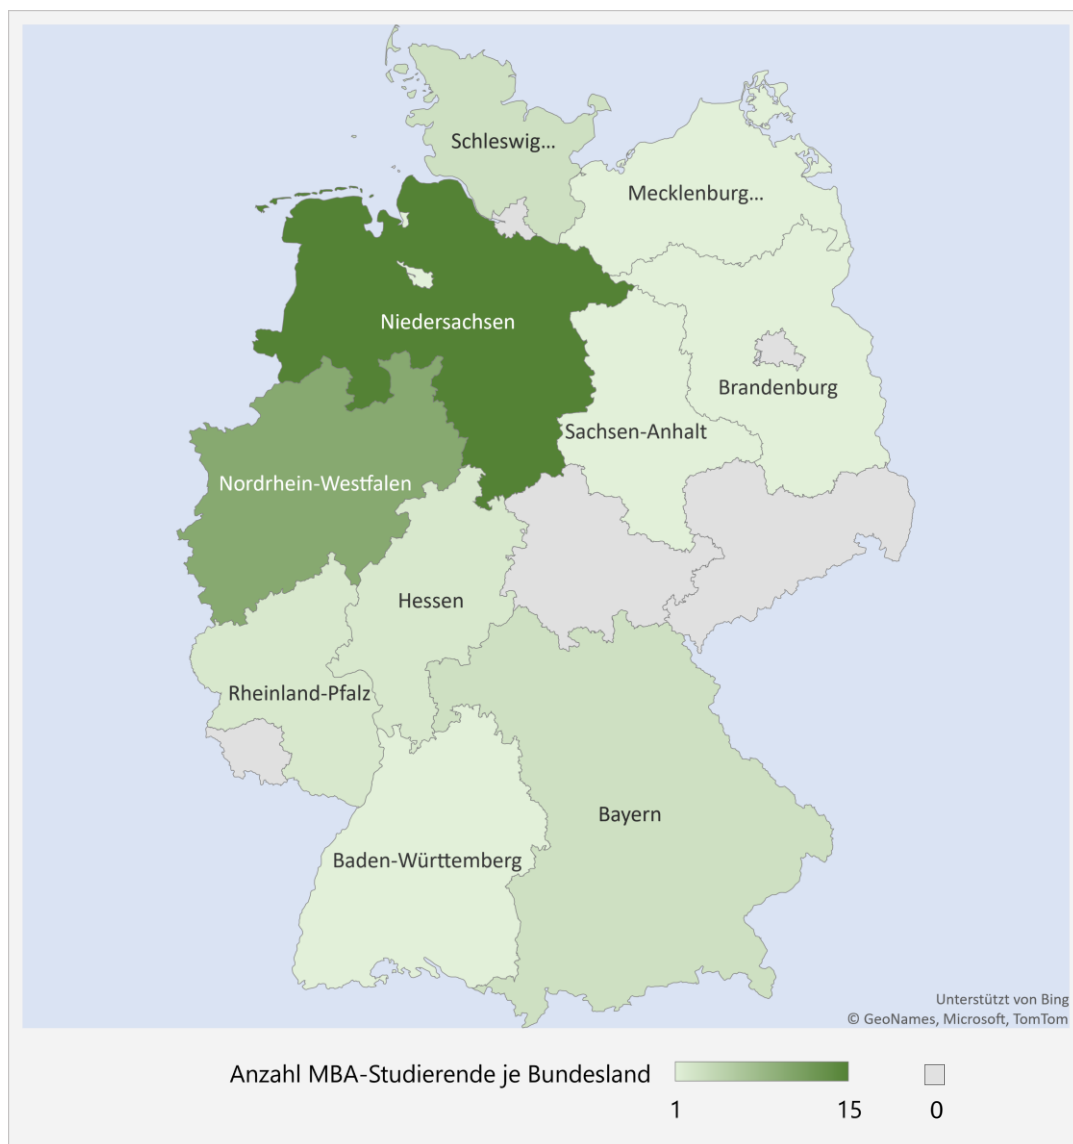 Schleswig...
Mecklenburg...
Niedersachsen
Brandenburg
Sachsen-Anhalt
Nordrhein-Westfalen
Hessen
Rheinland-Pfalz
Bayern
Baden-Württemberg
Unterstützt von Bing
© GeoNames, Microsoft, TomTom
Anzahl MBA-Studierende je Bundesland
1 15 0